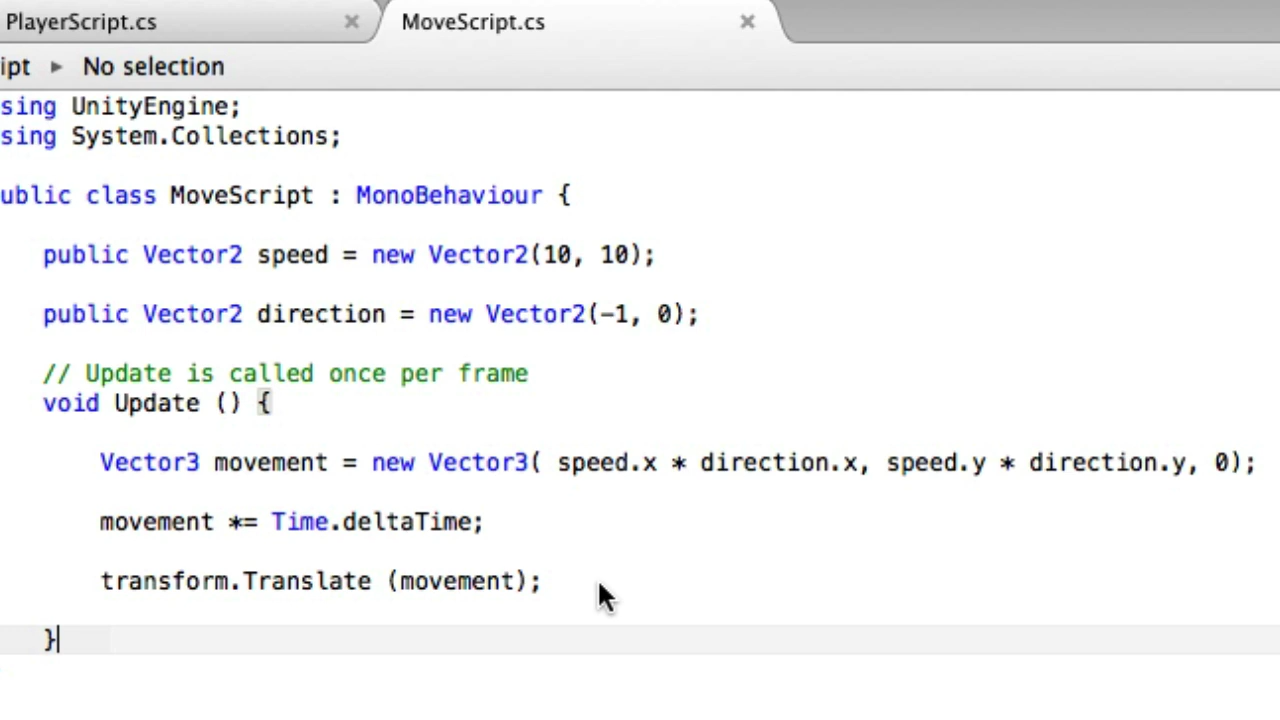 PlayerScript.cs
MoveScript.cs
ipt ▸ No selection
sing UnityEngine;
sing System.Collections;
ublic class MoveScript : MonoBehaviour {
public Vector2 speed = new Vector2(10, 10);
public Vector2 direction = new Vector2(-1, 0);
// Update is called once per frame
void Update () {
Vector3 movement = new Vector3( speed.x * direction.x, speed.y * direction.y, 0);
movement *= Time.deltaTime;
transform.Translate (movement);
}